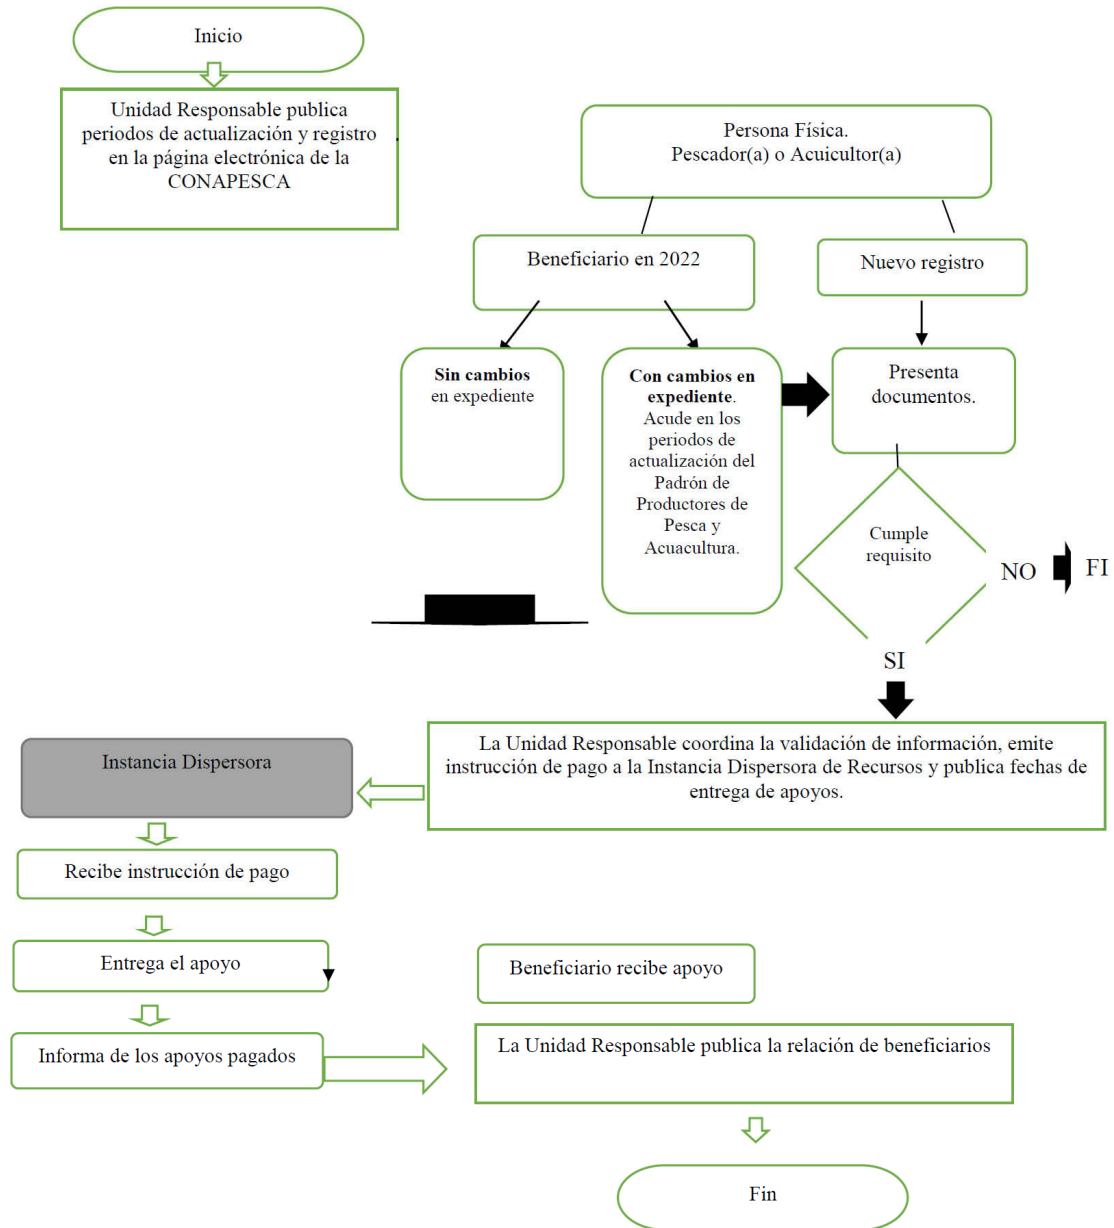 Inicio
Unidad Responsable publica
periodos de actualización y registro
en la página electrónica de la
CONAPESCA
Persona Física.
Pescador(a) o Acuicultor(a)
Beneficiario en 2022
Nuevo registro
Sin cambios
en expediente
Con cambios en
expediente.
Acude en los
periodos de
actualización del
Padrón de
Productores de
Pesca y
Acuacultura.
Presenta
documentos.
Cumple
requisito
NO
FI
SI
La Unidad Responsable coordina la validación de información, emite
instrucción de pago a la Instancia Dispersora de Recursos y publica fechas de
entrega de apoyos.
Instancia Dispersora
Recibe instrucción de pago
Entrega el apoyo
Beneficiario recibe apoyo
Informa de los apoyos pagados
La Unidad Responsable publica la relación de beneficiarios
Fin